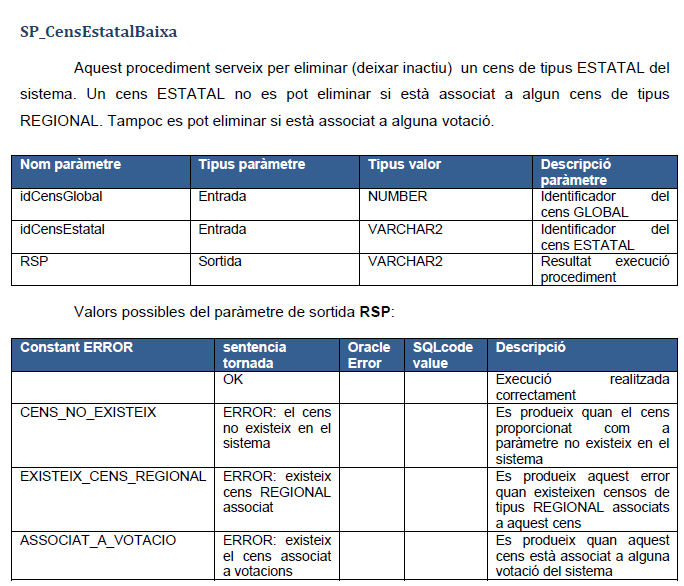 SP_CensEstatalBaixa
Aquest procediment serveix per eliminar (deixar inactiu) un cens de tipus ESTATAL del
sistema. Un cens ESTATAL no es pot eliminar si està associat a algun cens de tipus
REGIONAL. Tampoc es pot eliminar si està associat a alguna votació.
Nom paràmetre Tipus paràmetre Tipus valor Descripció
paràmetre
idCensGlobal Entrada NUMBER Identificador del
cens GLOBAL
idCensEstatal Entrada VARCHAR2 Identificador del
cens ESTATAL
RSP Sortida VARCHAR2 Resultat execució
procediment
Valors possibles del paràmetre de sortida RSP:
Constant ERROR sentencia Oracle SQLcode Descripció
tornada Error value
OK Execució realitzada
correctament
CENS_NO_EXISTEIX ERROR: el cens Es produeix quan el cens
no existeix en el proporcionat com a
sistema paràmetre no existeix en el
sistema
EXISTEIX_CENS_REGIONAL ERROR: existeix Es produeix aquest error
cens REGIONAL quan existeixen censos de
associat tipus REGIONAL associats
a aquest cens
ASSOCIAT_A_VOTACIO ERROR: existeix Es produeix quan aquest
el cens associat cens està associat a alguna
a votacions votació del sistema